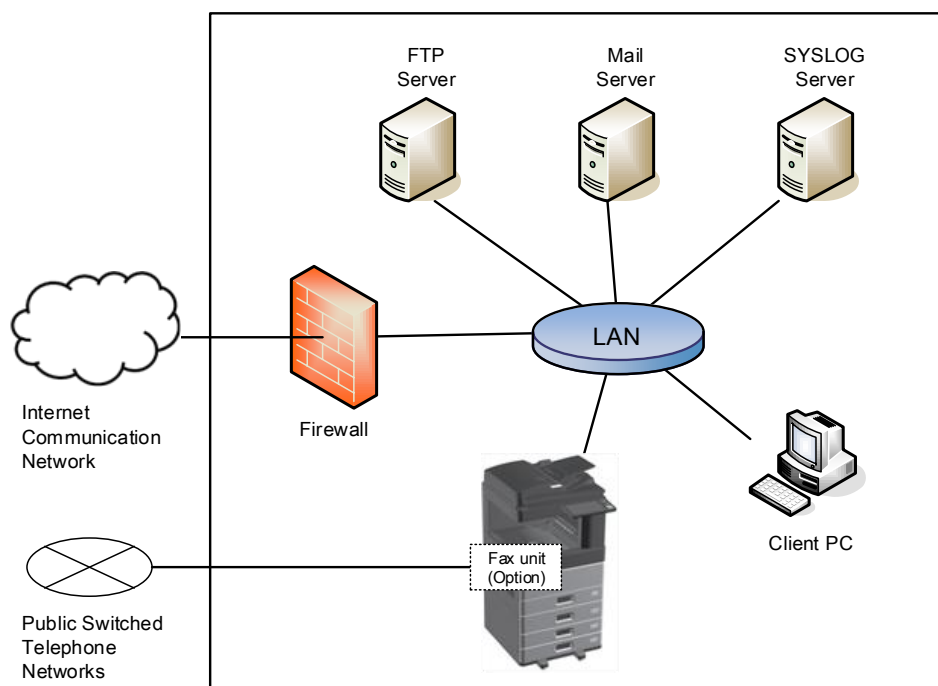 FTP
Server
Mail
Server
SYSLOG
Server
LAN
Internet
Communication
Network
Firewall
Client PC
Fax unit
(Option)
Public Switched
Telephone
Networks